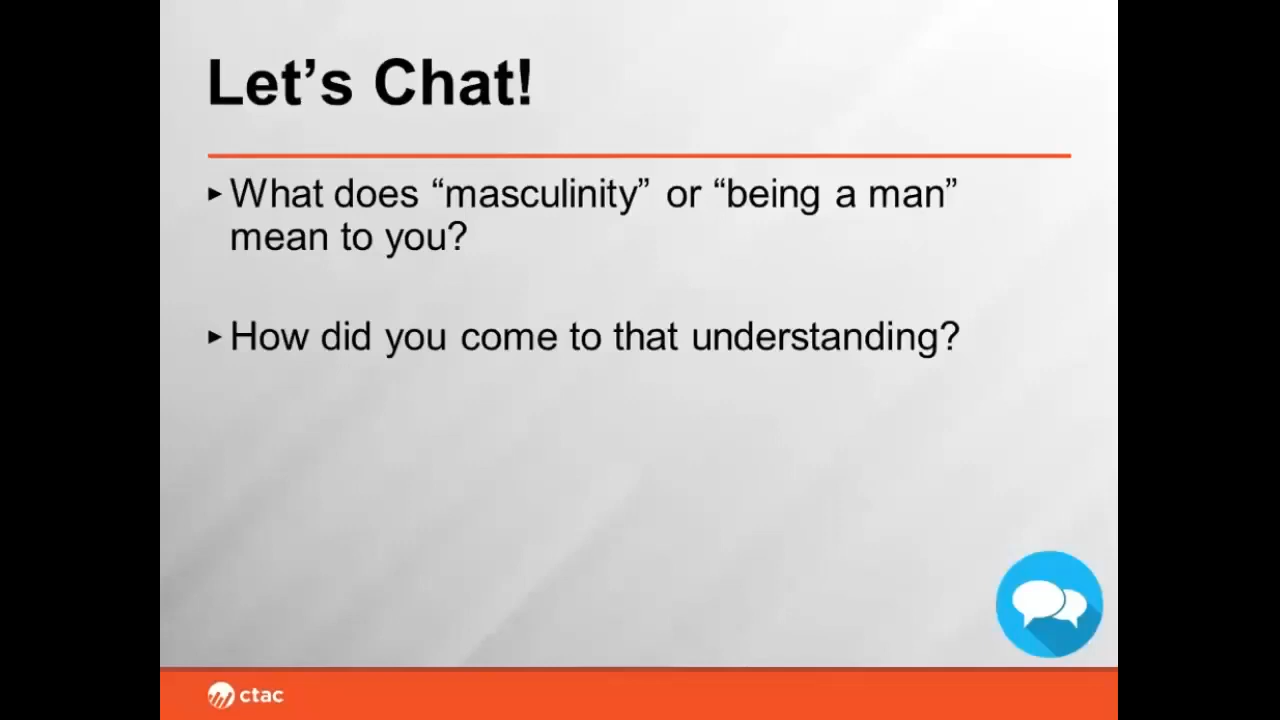 Let’s Chat!
▸What does “masculinity” or “being a man”
mean to you?
▸How did you come to that understanding?
ctac